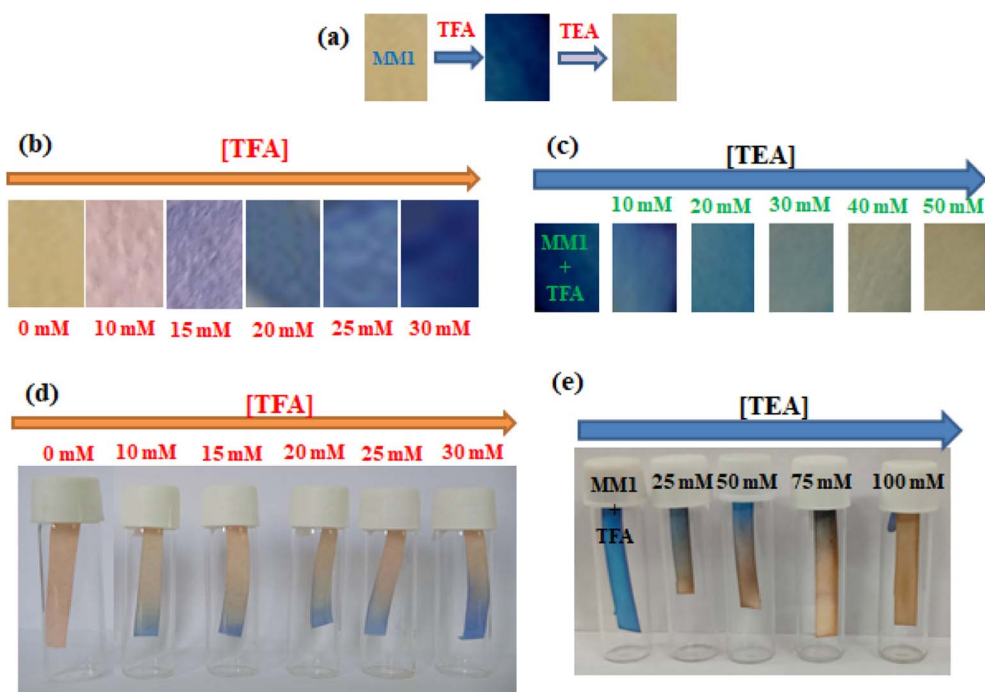 (a)
TFA
TEA
MM1
(b)
[TFA]
0 mM 10 mM 15 mM 20 mM 25 mM 30 mM
(c)
[TEA]
10 mM 20 mM 30 mM 40 mM 50 mM
MM1
+
TFA
(d)
[TFA]
0 mM 10 mM 15 mM 20 mM 25 mM 30 mM
(e)
[TEA]
MM1 25 mM 50 mM 75 mM 100 mM
+
TFA